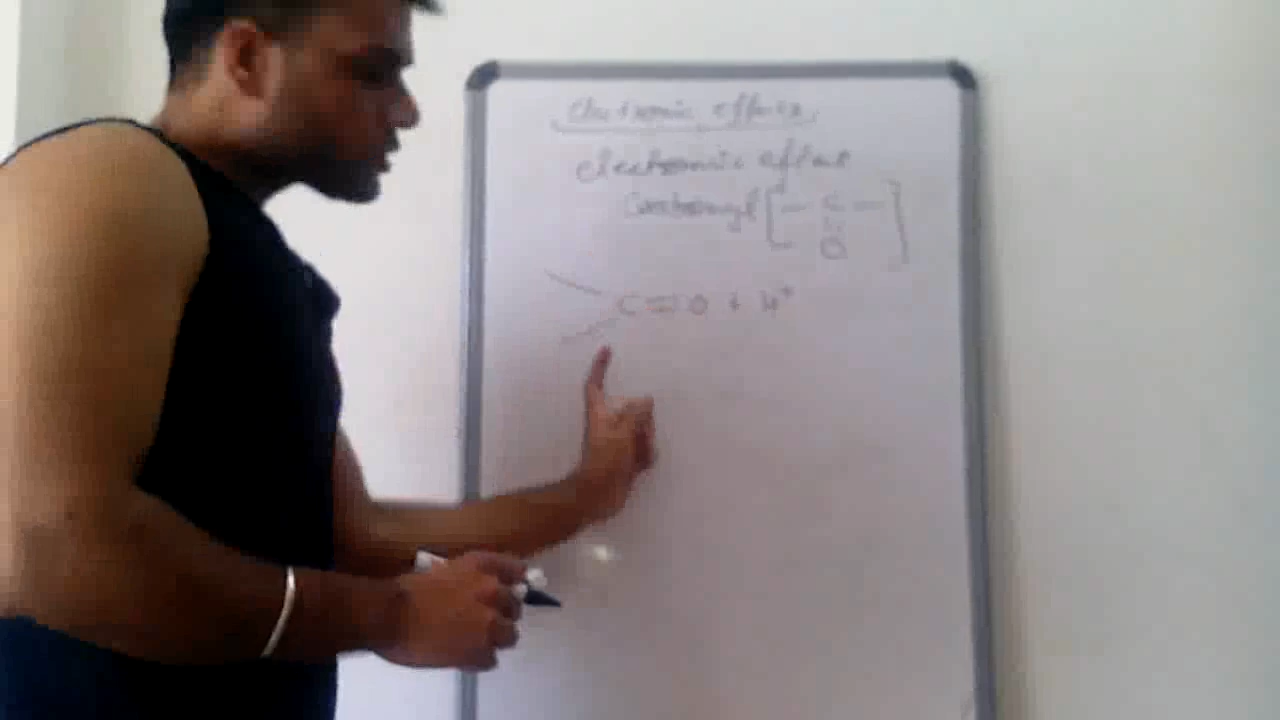 Electronic effects
electronic effect
Carbonyl [ — C — ]
O
C = O + H⁺